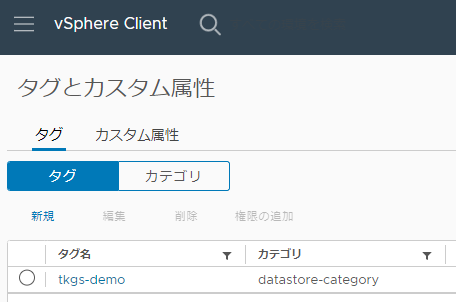 vSphere Client
タグとカスタム属性
タグ カスタム属性
タグ カテゴリ
新規 編集 削除 権限の追加
タグ名 カテゴリ
tkgs-demo datastore-category